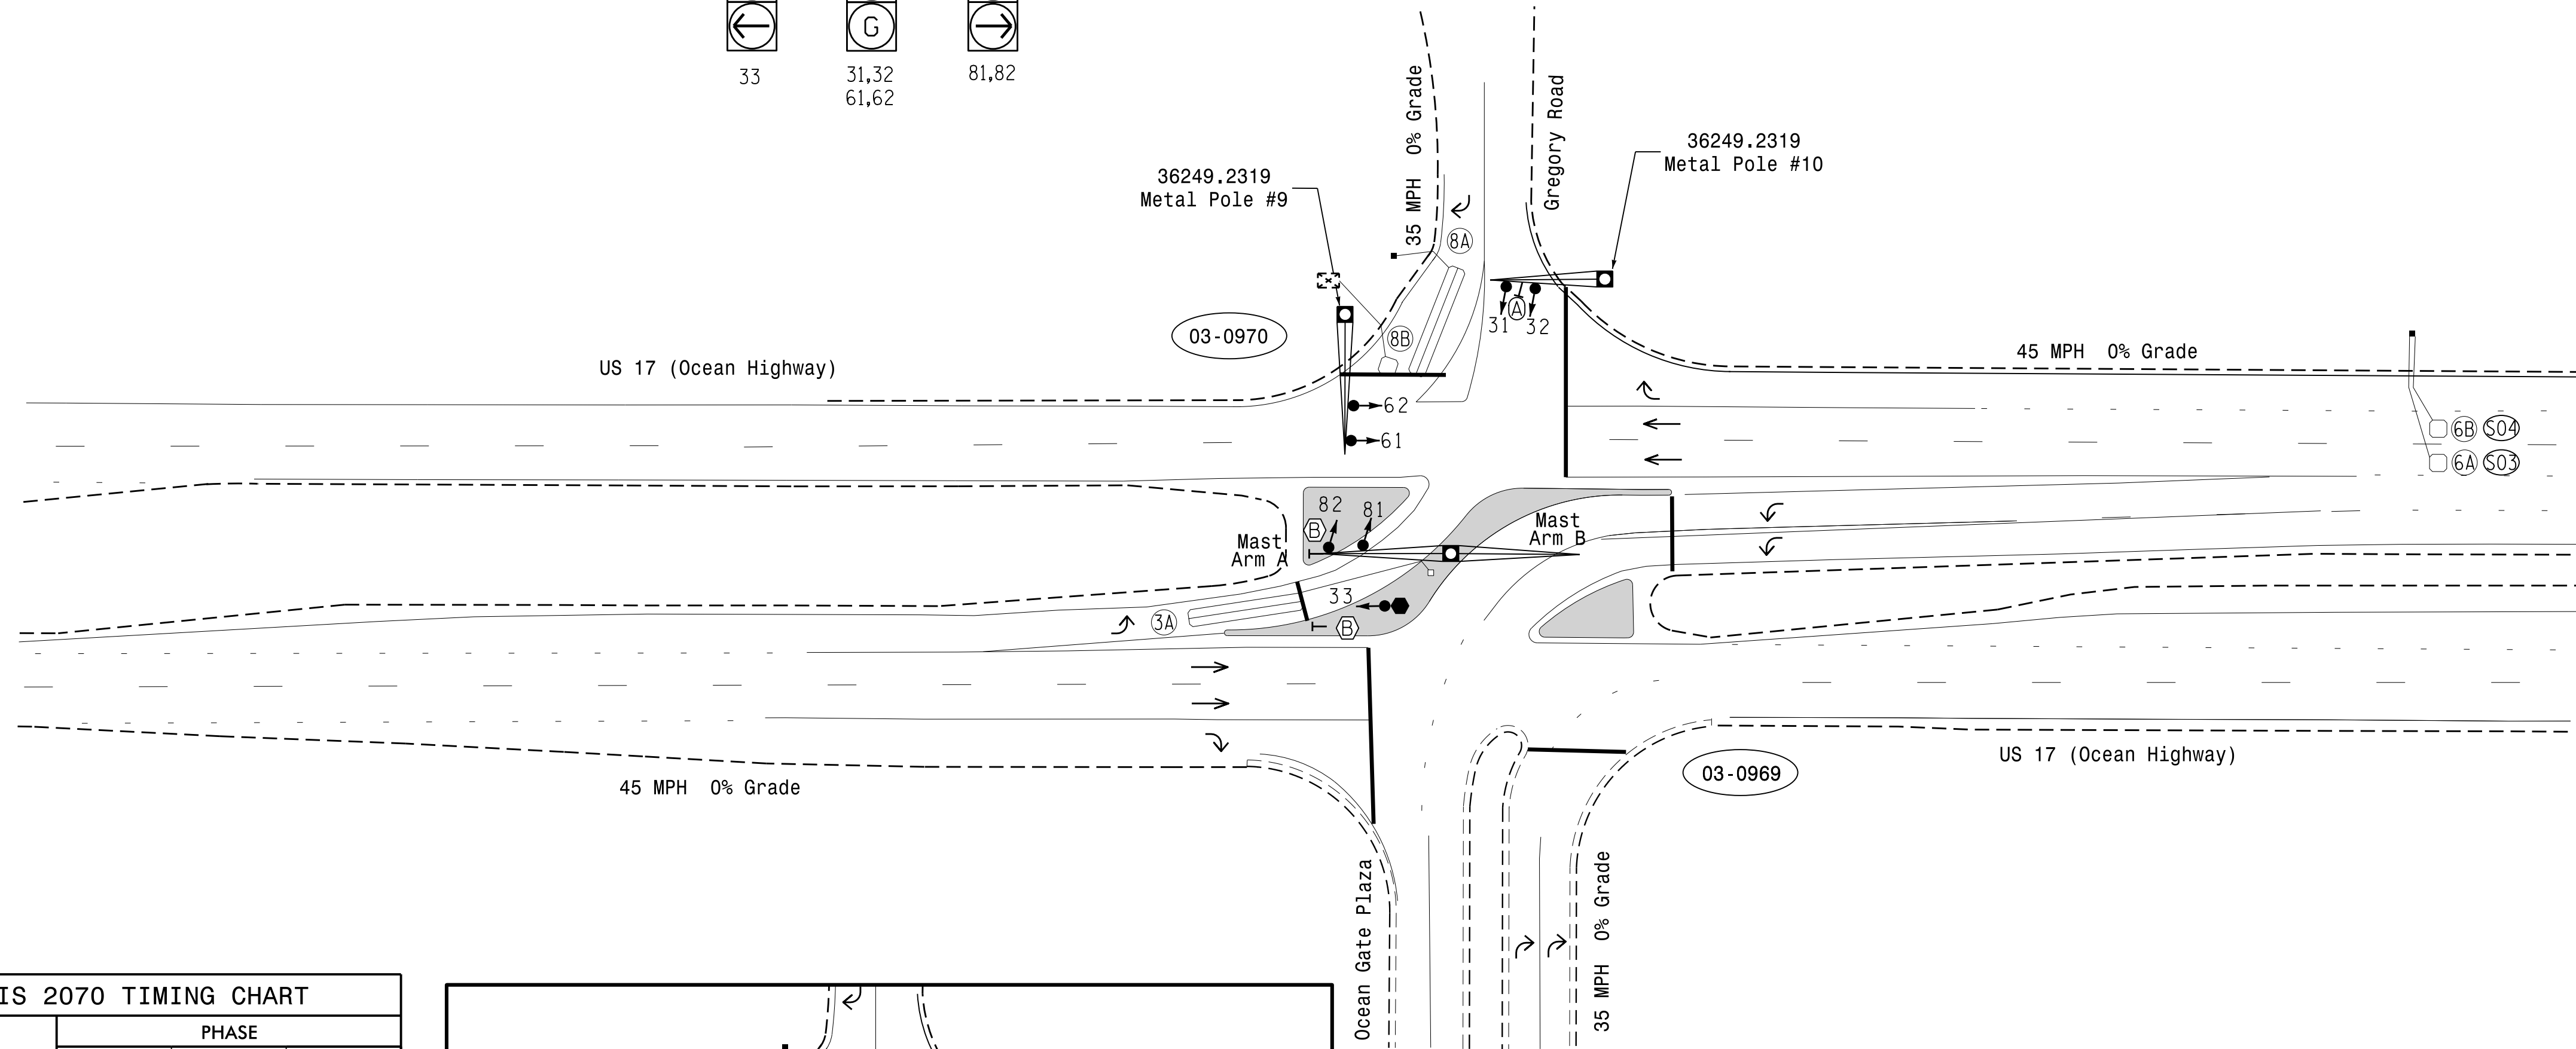 G
33
31,32
61,62
81,82
35 MPH 0% Grade
Gregory Road
36249.2319
Metal Pole #10
36249.2319
Metal Pole #9
8A
03-0970
8B
31
A
32
US 17 (Ocean Highway)
45 MPH 0% Grade
62
61
6B
S04
6A
S03
82
81
B
Mast
Arm A
Mast
Arm B
33
3A
B
45 MPH 0% Grade
03-0969
US 17 (Ocean Highway)
Ocean Gate Plaza
35 MPH 0% Grade
IS 2070 TIMING CHART
PHASE